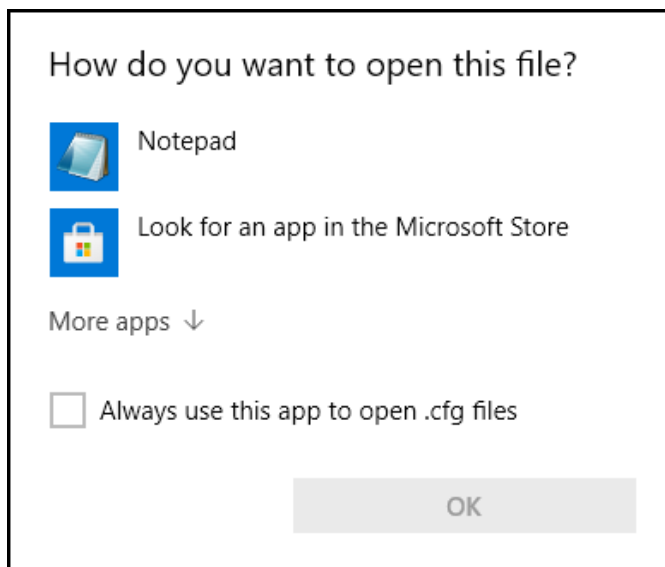 How do you want to open this file?
Notepad
Look for an app in the Microsoft Store
More apps ↓
Always use this app to open .cfg files
OK